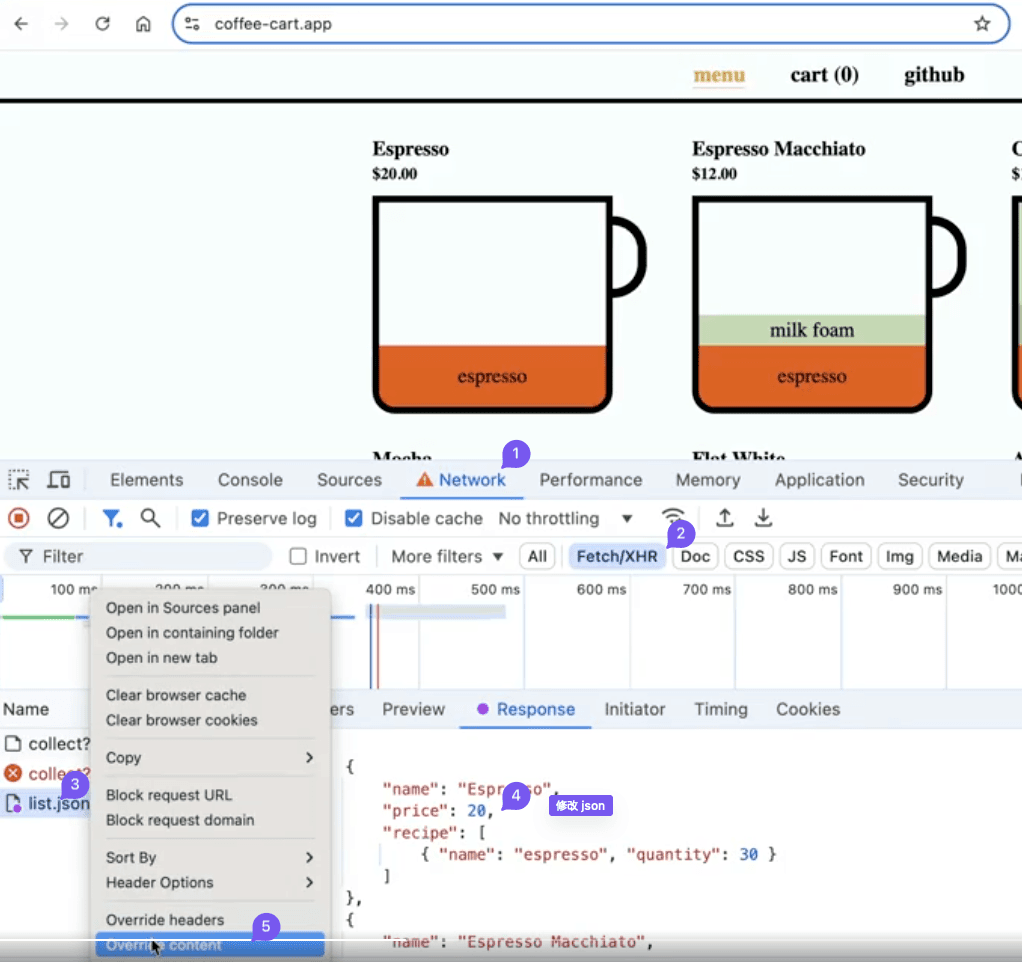 coffee-cart.app
menu cart (0) github
Espresso
$20.00
Espresso Macchiato
$12.00
milk foam
espresso
espresso
Mocha
Flat White
1
Elements Console Sources Network Performance Memory Application Security
Preserve log Disable cache No throttling
2
Filter Invert More filters All Fetch/XHR Doc CSS JS Font Img Media Ma
100 ms 200 ms 300 ms 400 ms 500 ms 600 ms 700 ms 800 ms 900 ms 1000
Open in Sources panel
Open in containing folder
Open in new tab
Clear browser cache
Clear browser cookies
Copy
Block request URL
Block request domain
Sort By
Header Options
Override headers
5
Override content
Name
collect?
collect?
3
list.json
ers Preview Response Initiator Timing Cookies
{
"name": "Espresso",
4
修改 json
"price": 20,
"recipe": [
{ "name": "espresso", "quantity": 30 }
]
},
{
"name": "Espresso Macchiato",